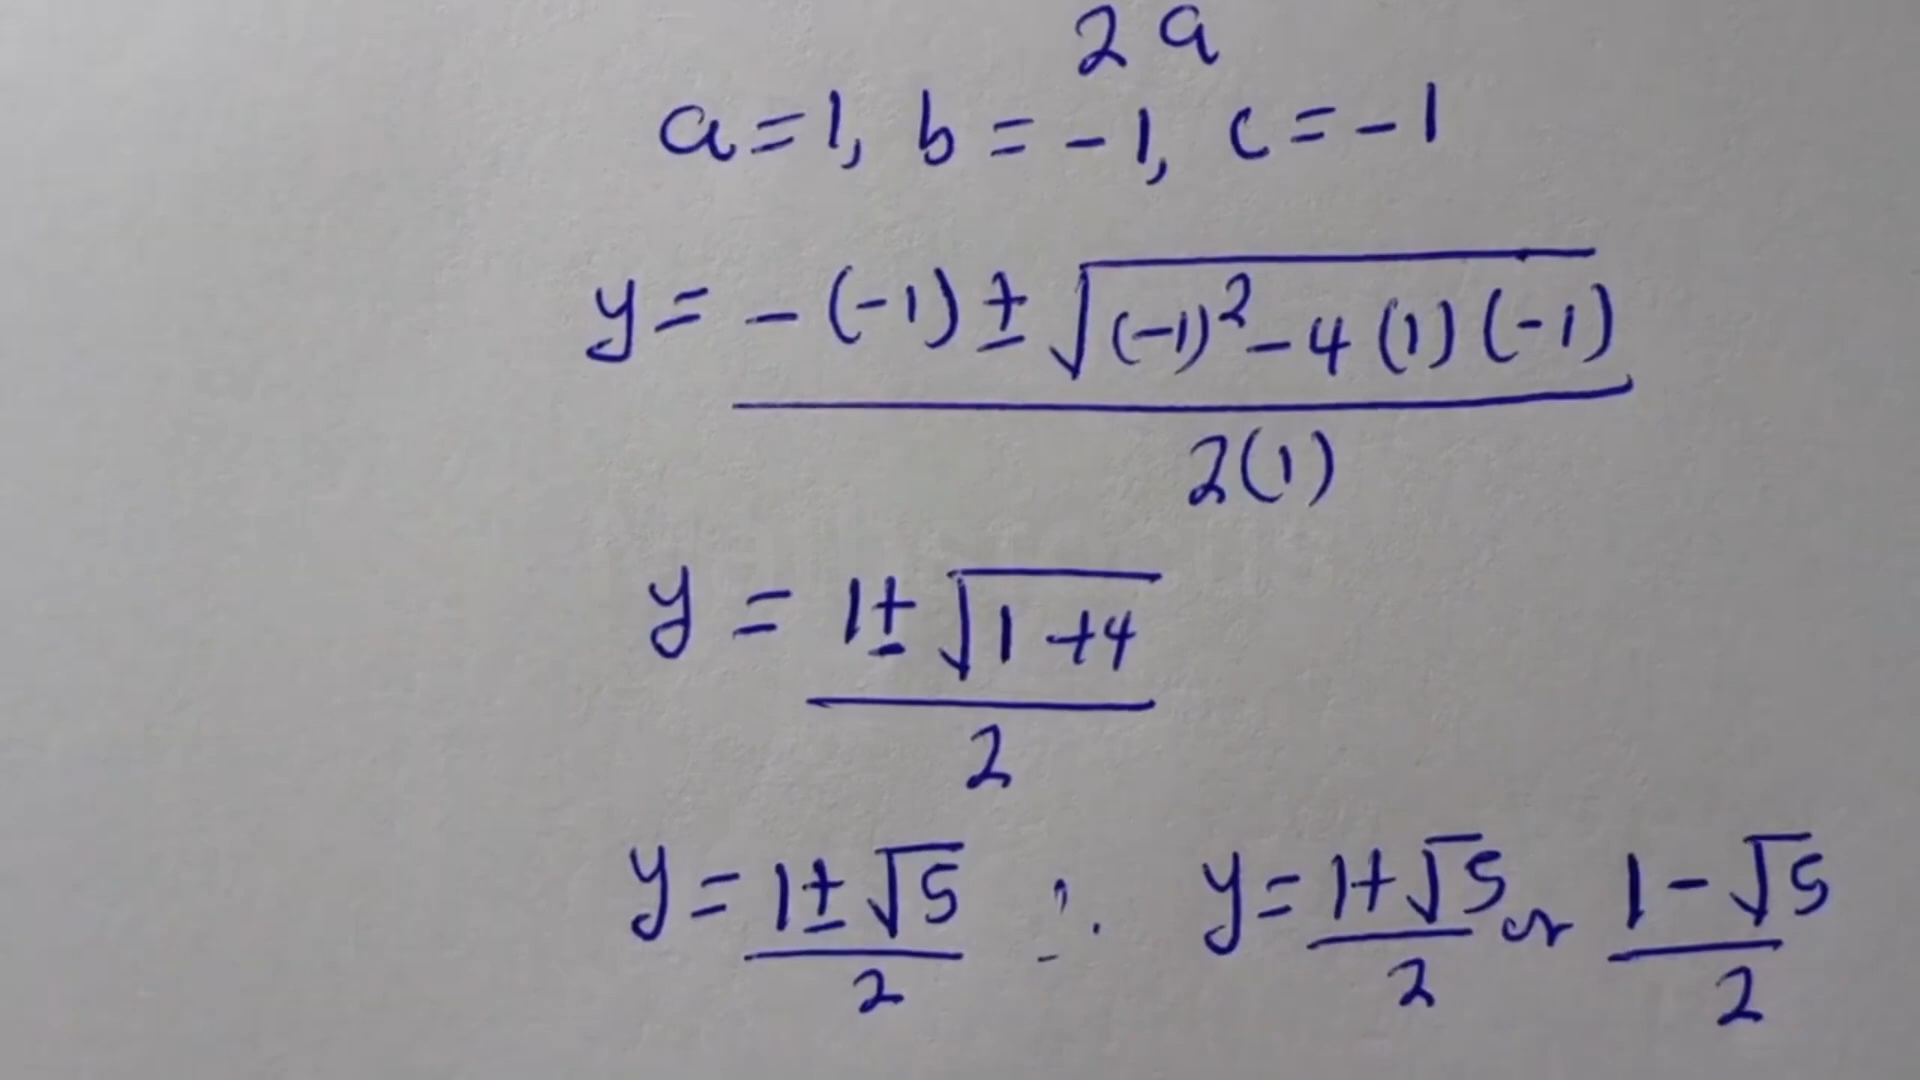 2a
a=1, b=-1, c=-1
y= -(-1)±√(-1)²-4(1)(-1)
2(1)
y = 1±√1+4
2
y=1±√5 ∴ y=1+√5 or 1-√5
2 2 2